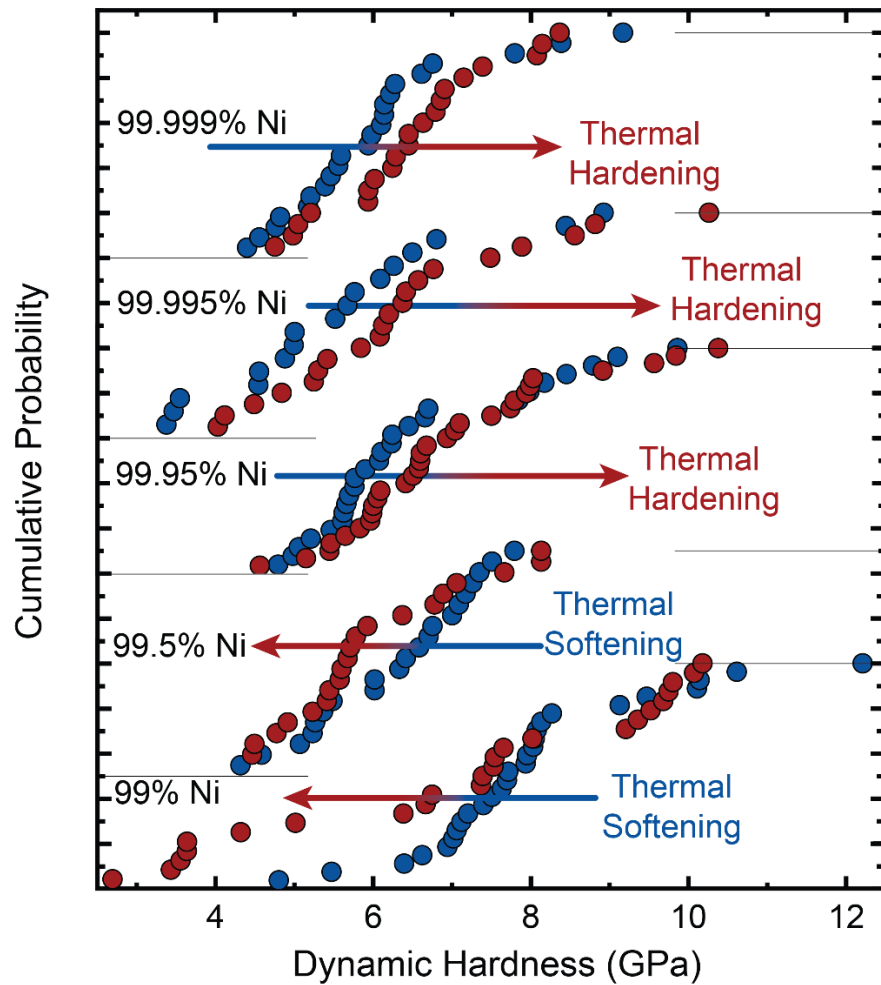 Cumulative Probability
99.999% Ni
Thermal
Hardening
99.995% Ni
Thermal
Hardening
99.95% Ni
Thermal
Hardening
99.5% Ni
Thermal
Softening
99% Ni
Thermal
Softening
4 6 8 10 12
Dynamic Hardness (GPa)